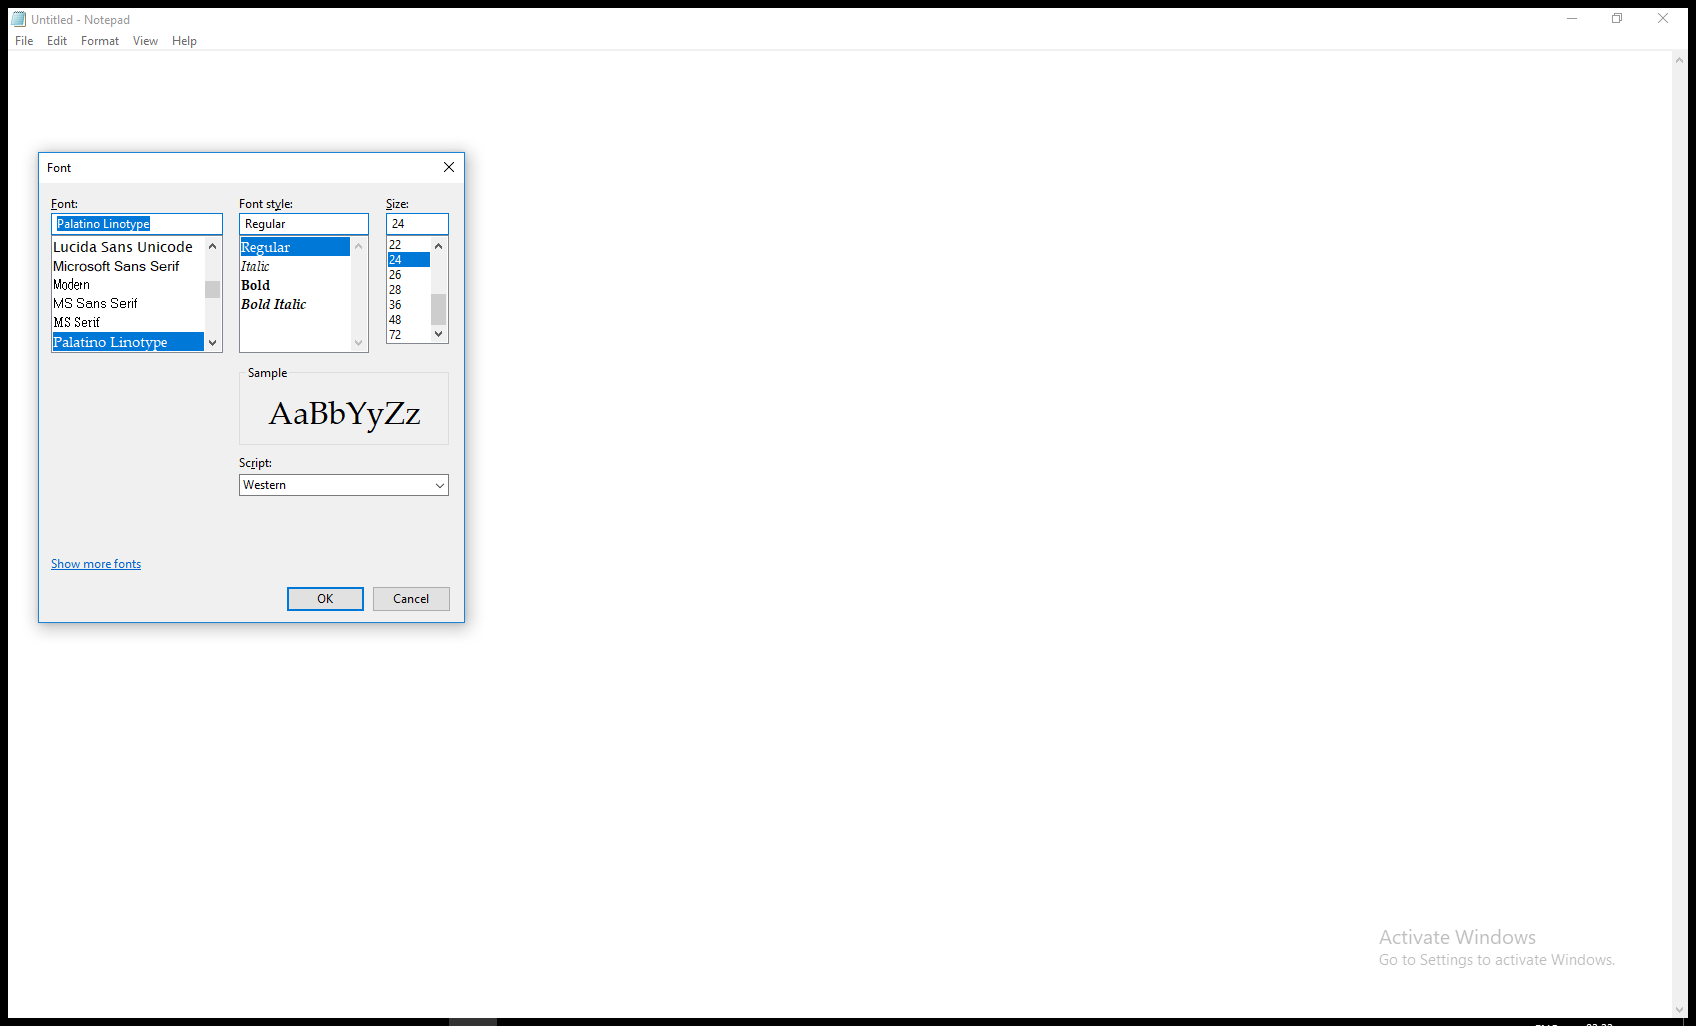 Untitled - Notepad
File Edit Format View Help
Font
Font: Font style: Size:
Palatino Linotype Regular 24
Lucida Sans Unicode Regular 22
Microsoft Sans Serif Italic 24
Modern Bold 26
MS Sans Serif Bold Italic 28
MS Serif 36
Palatino Linotype 48
72
Sample
AaBbYyZz
Script:
Western
Show more fonts
OK Cancel
Activate Windows
Go to Settings to activate Windows.